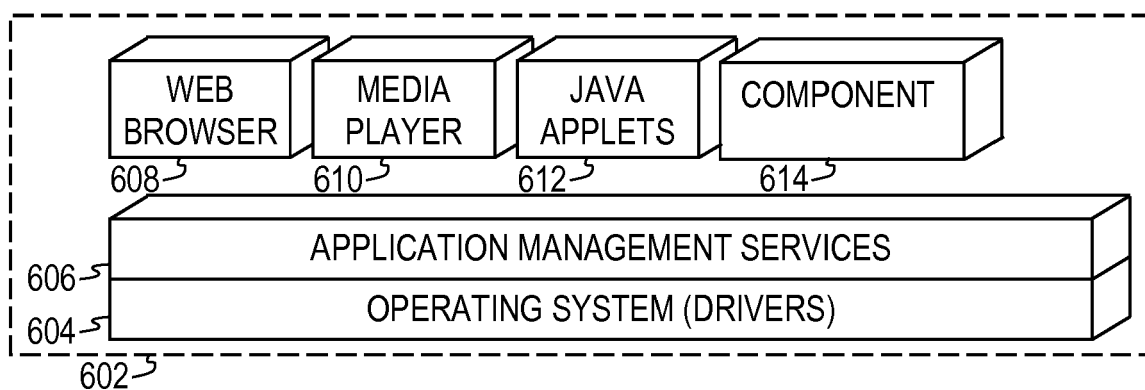 WEB
BROWSER
MEDIA
PLAYER
JAVA
APPLETS
COMPONENT
608
610
612
614
APPLICATION MANAGEMENT SERVICES
606
OPERATING SYSTEM (DRIVERS)
604
602